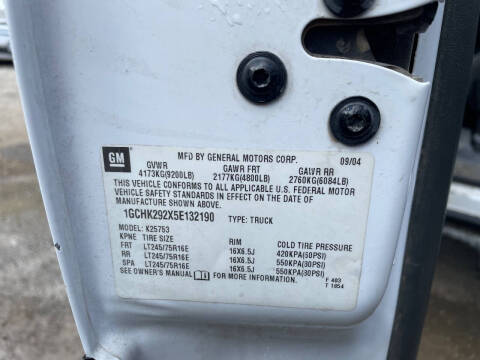 GM
MFD BY GENERAL MOTORS CORP. 09/04
GVWR GAWR FRT GAWR RR
4173KG(9200LB) 2177KG(4800LB) 2760KG(6084LB)
THIS VEHICLE CONFORMS TO ALL APPLICABLE U.S. FEDERAL MOTOR
VEHICLE SAFETY STANDARDS IN EFFECT ON THE DATE OF
MANUFACTURE SHOWN ABOVE.
1GCHK292X5E132190 TYPE: TRUCK
MODEL: K25753
KPNE TIRE SIZE RIM COLD TIRE PRESSURE
FRT LT245/75R16E 16X6.5J 420KPA(60PSI)
RR LT245/75R16E 16X6.5J 550KPA(80PSI)
SPA LT245/75R16E 16X6.5J 550KPA(80PSI)
SEE OWNER'S MANUAL FOR MORE INFORMATION. F 403
T 1054